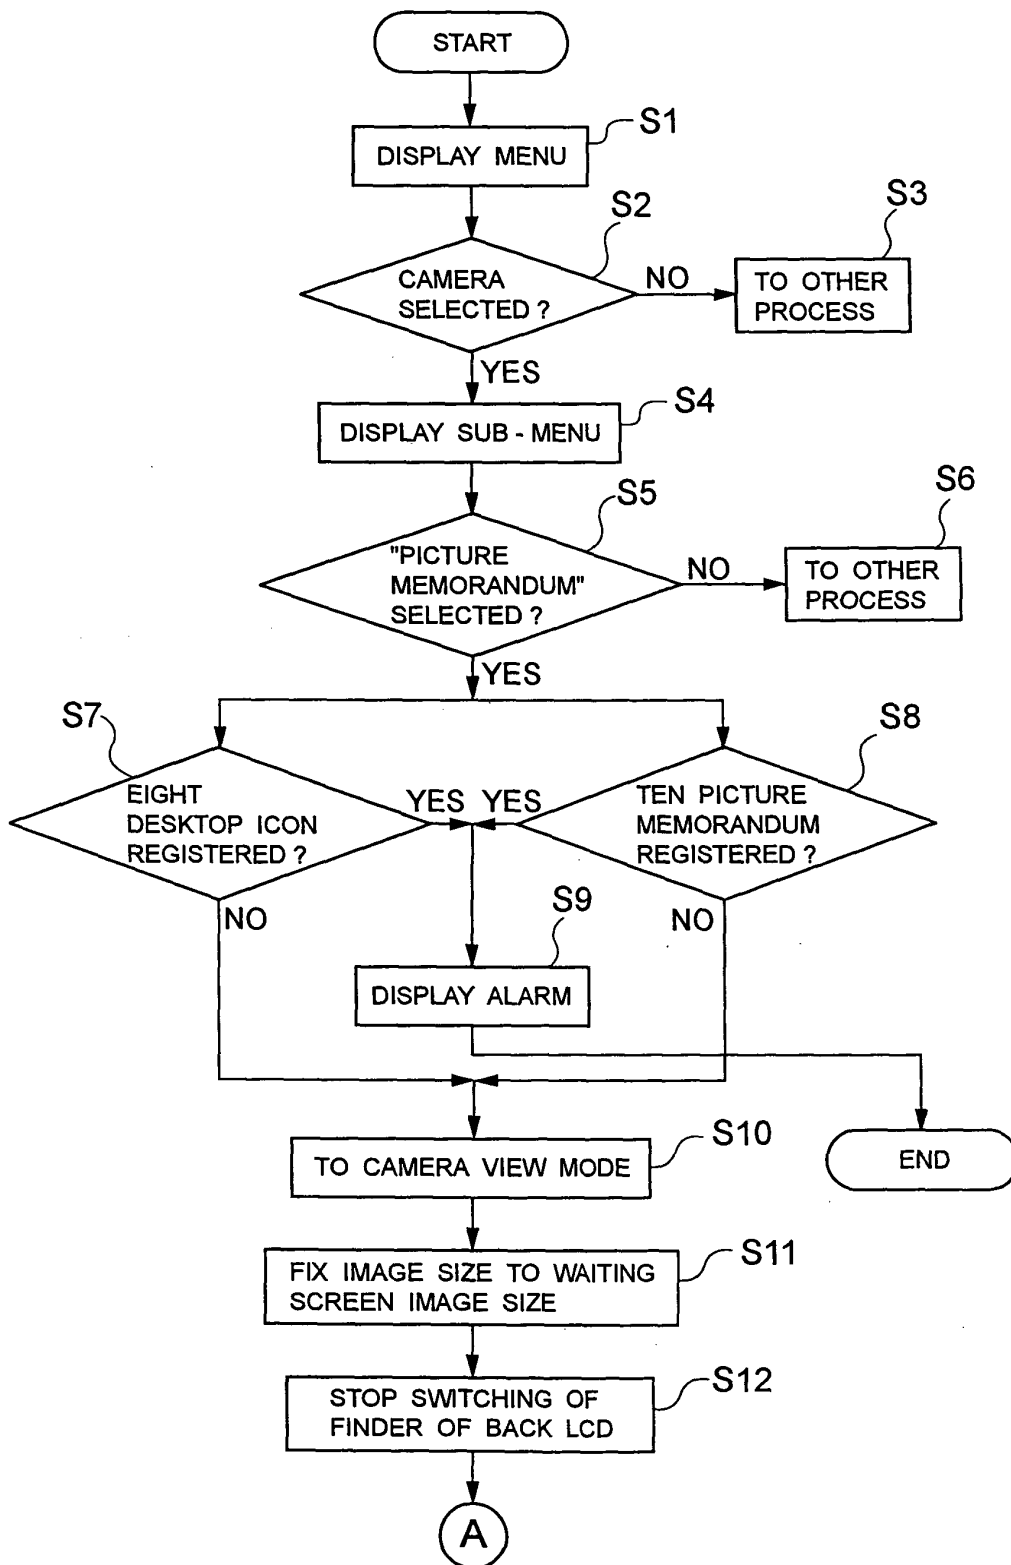 START
S1
DISPLAY MENU
S2
S3
CAMERA
SELECTED ?
NO
TO OTHER
PROCESS
YES
S4
DISPLAY SUB - MENU
S5
S6
"PICTURE
MEMORANDUM"
SELECTED ?
NO
TO OTHER
PROCESS
YES
S7
S8
EIGHT
DESKTOP ICON
REGISTERED ?
YES
YES
TEN PICTURE
MEMORANDUM
REGISTERED ?
NO
S9
NO
DISPLAY ALARM
S10
TO CAMERA VIEW MODE
END
S11
FIX IMAGE SIZE TO WAITING
SCREEN IMAGE SIZE
S12
STOP SWITCHING OF
FINDER OF BACK LCD
A